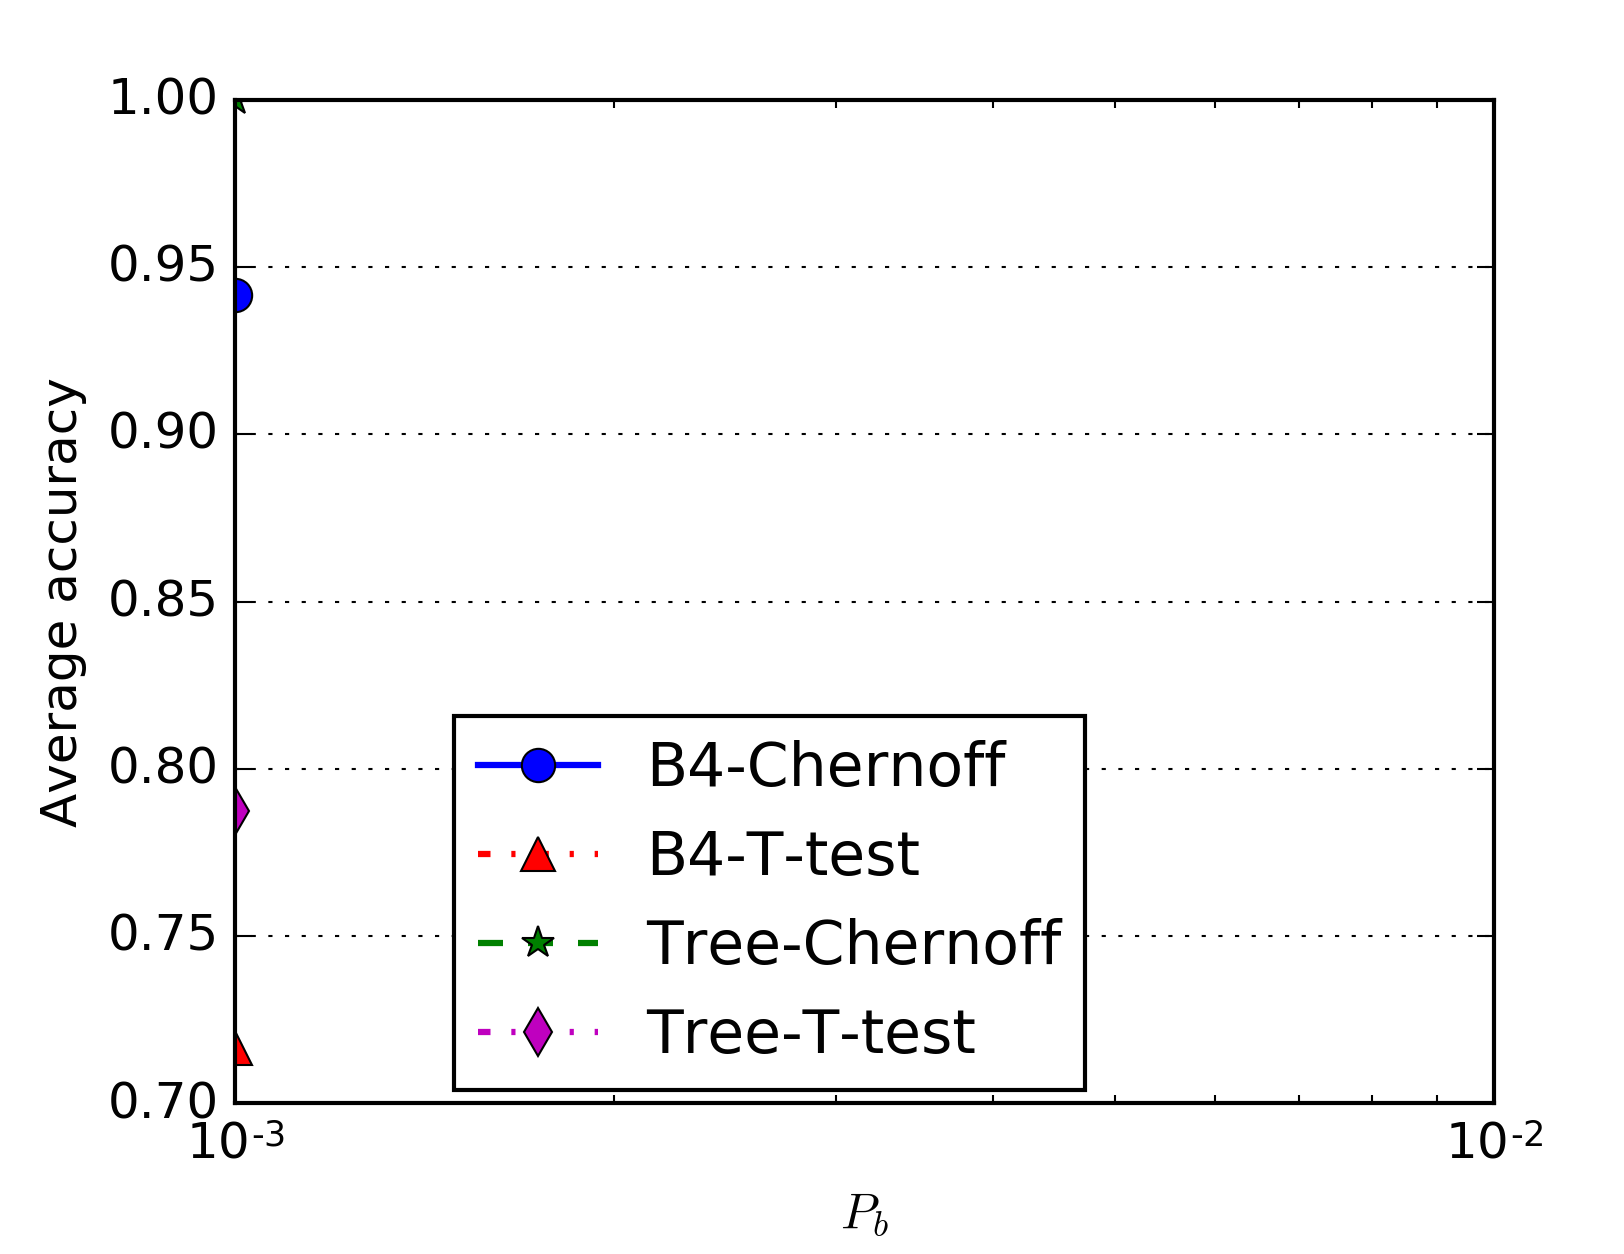 1.00
0.95
0.90
0.85
0.80
0.75
0.70
Average accuracy
B4-Chernoff
B4-T-test
Tree-Chernoff
Tree-T-test
10^-3
10^-2
P_b